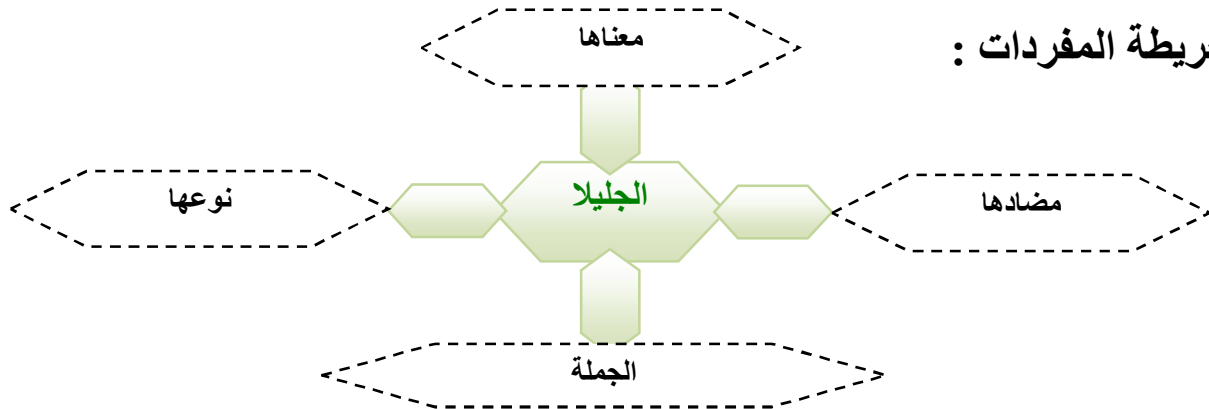 معناها
ريطة المفردات :
الجليلا
نوعها
مضادها
الجملة